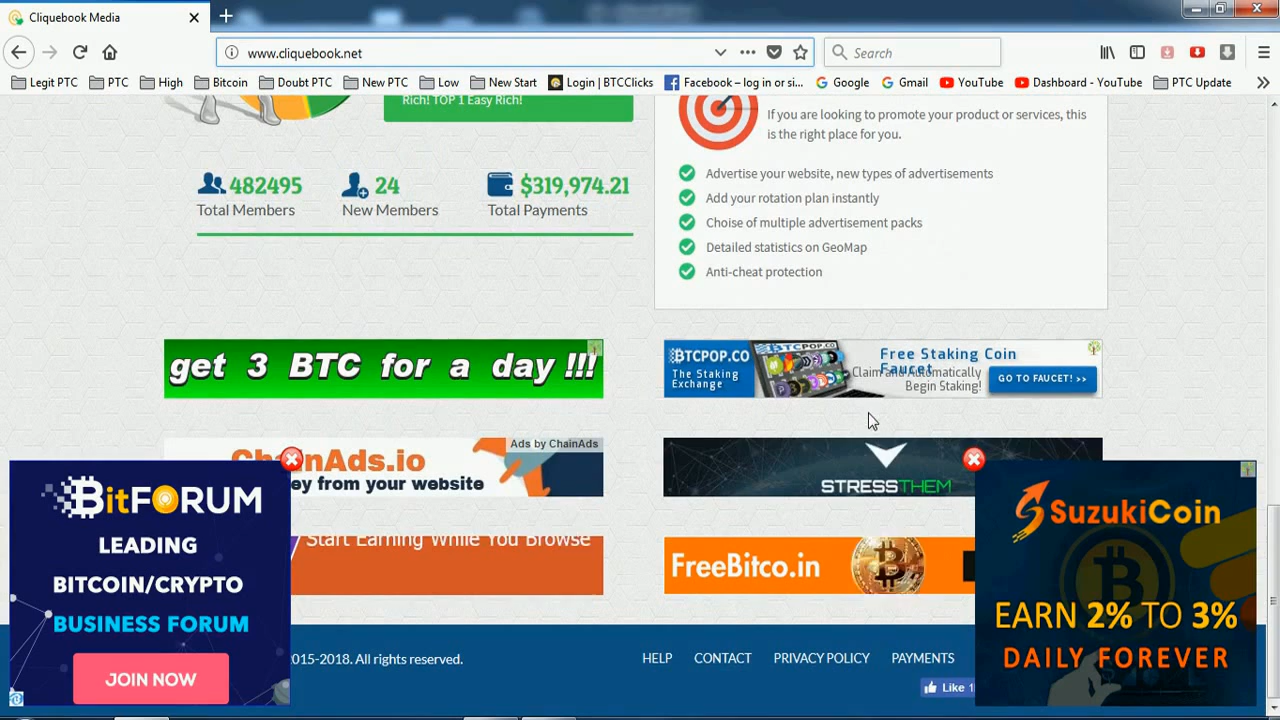 Cliquebook Media
www.cliquebook.net
Search
Legit PTC
PTC
High
Bitcoin
Doubt PTC
New PTC
Low
New Start
Login | BTCClicks
Facebook – log in or si...
Google
Gmail
YouTube
Dashboard - YouTube
PTC Update
Rich! TOP 1 Easy Rich!
If you are looking to promote your product or services, this
is the right place for you.
482495
Total Members
24
New Members
$319,974.21
Total Payments
Advertise your website, new types of advertisements
Add your rotation plan instantly
Choise of multiple advertisement packs
Detailed statistics on GeoMap
Anti-cheat protection
get 3 BTC for a day !!!
BTCPOP.CO
The Staking
Exchange
BTCPOP.CO
Free Staking Coin
Faucet
Claim and Automatically
Begin Staking!
GO TO FAUCET! >>
Ads by ChainAds
ChainAds.io
ey from your website
STRESSTHEM
Start Earning While You Browse
FreeBitco.in
BitFORUM
LEADING
BITCOIN/CRYPTO
BUSINESS FORUM
JOIN NOW
SuzukiCoin
EARN 2% TO 3%
DAILY FOREVER
2015-2018. All rights reserved.
HELP
CONTACT
PRIVACY POLICY
PAYMENTS
Like 1